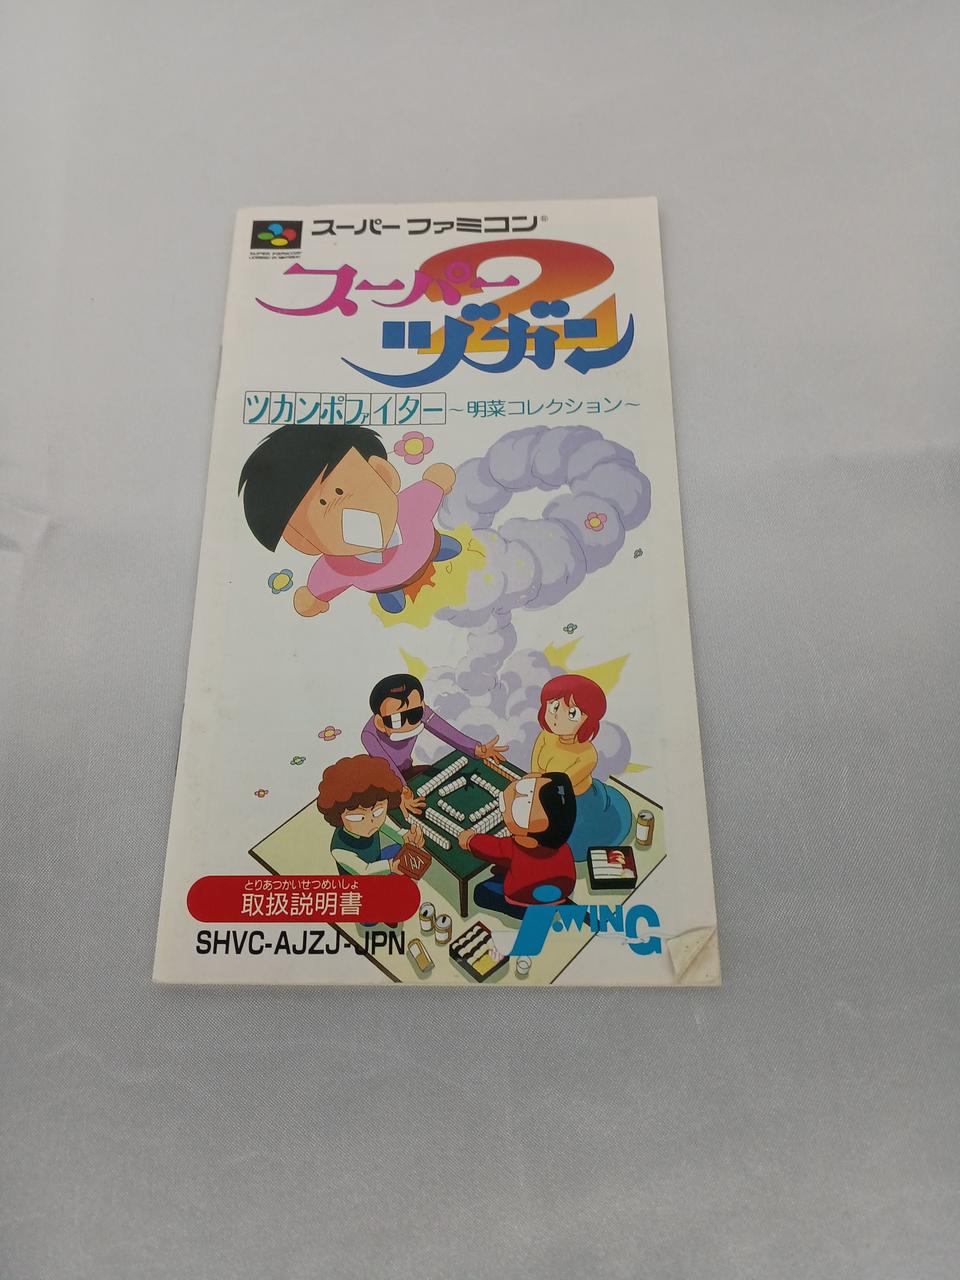 スーパーファミコン®
SUPER FAMICOM
スーパー
2
ヅガン
ツカンポファイター ～明菜コレクション～
とりあつかいせつめいしょ
取扱説明書
SHVC-AJZJ-JPN
i.WING